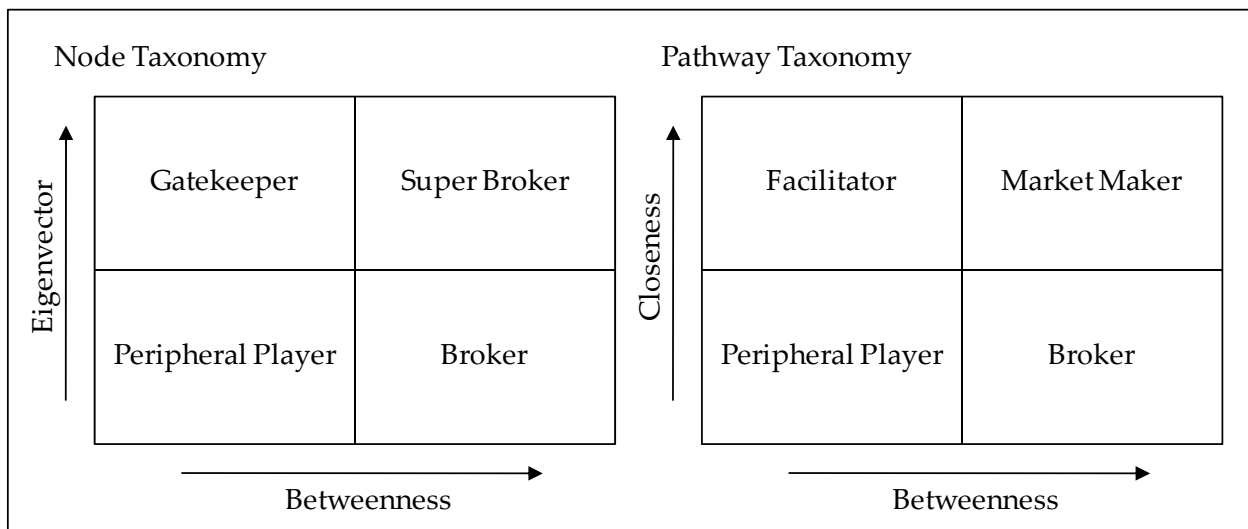 Node Taxonomy
Eigenvector
Gatekeeper
Super Broker
Peripheral Player
Broker
Betweenness
Pathway Taxonomy
Closeness
Facilitator
Market Maker
Peripheral Player
Broker
Betweenness